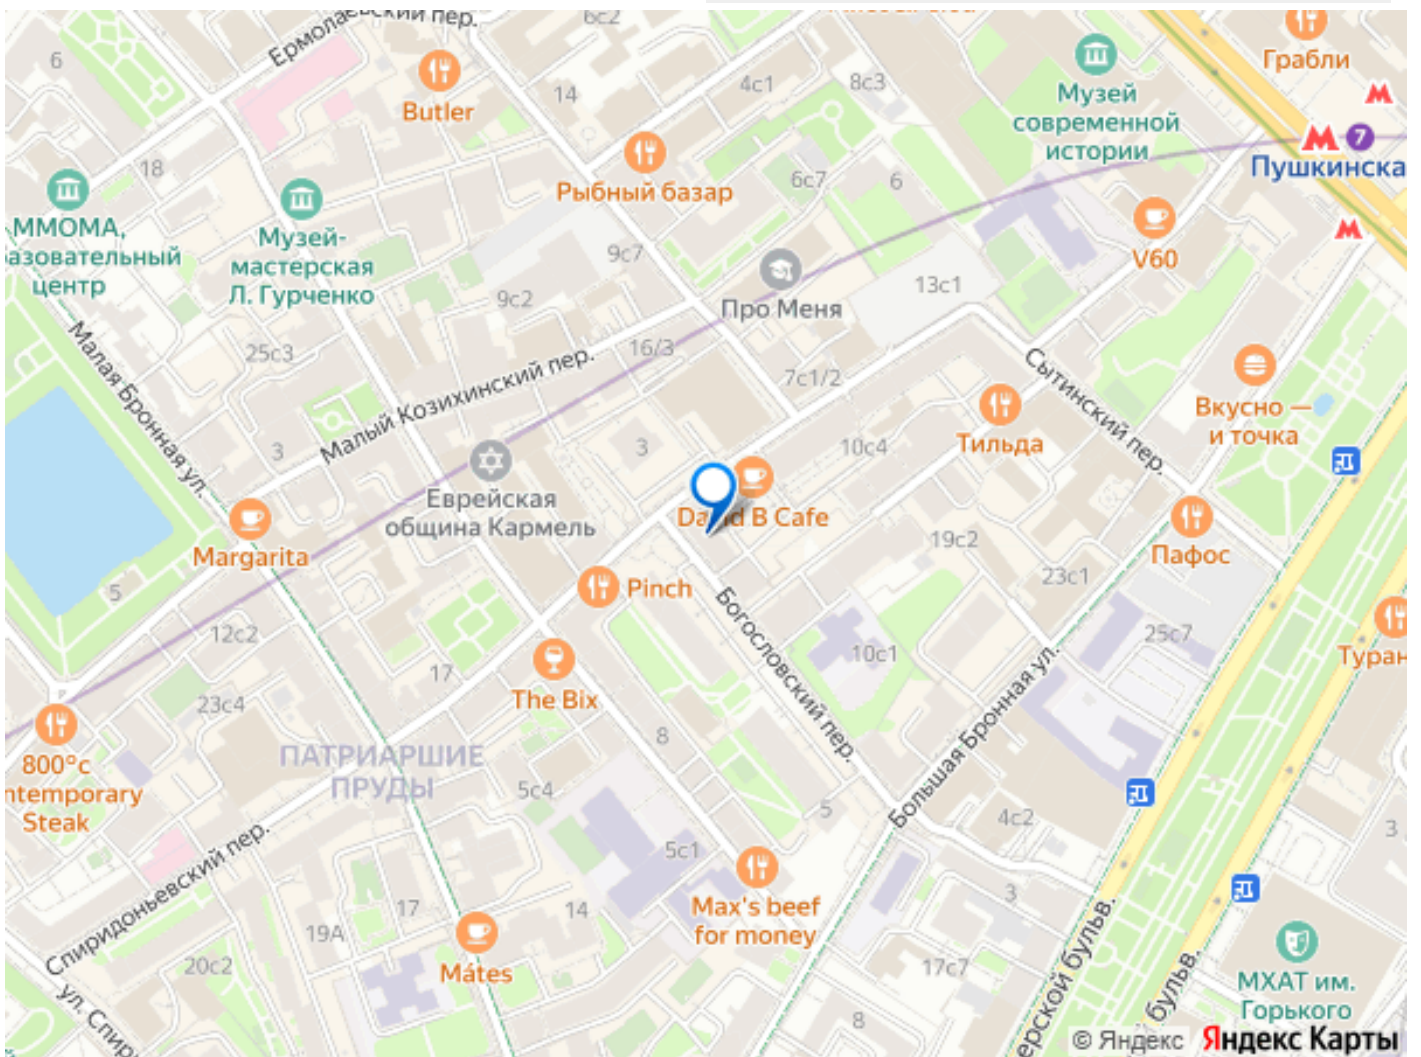 Ермолаевский пер.
6с2
6
Butler
14
4с1
8с3
Музей
современной
истории
Грабли
Пушкинска
18
Рыбный базар
6с7
6
ММОМА,
разовательный
центр
Музей-
мастерская
Л. Гурченко
9с7
9с2
V60
13с1
Про Меня
Малая Бронная ул.
25с3
16/3
Малый Козихинский пер.
7с1/2
Сытинский пер.
Вкусно —
и точка
3
3
10с4
Тильда
Еврейская
община Кармель
David B Cafe
Margarita
19с2
Пафос
5
Pinch
23с1
Богословский пер.
12с2
10с1
25с7
Туран
17
The Bix
23с4
8
Большая Бронная ул.
ПАТРИАРШИЕ
ПРУДЫ
800°с
ntemporary
Steak
5с4
5
4с2
3
Спиридоньевский пер.
5с1
3
17
14
Max's beef
for money
19А
20с2
Mátes
17с7
МХАТ им.
Горького
ул. Спир
8
ерской бульв.
бульв.
© Яндекс Яндекс Карты